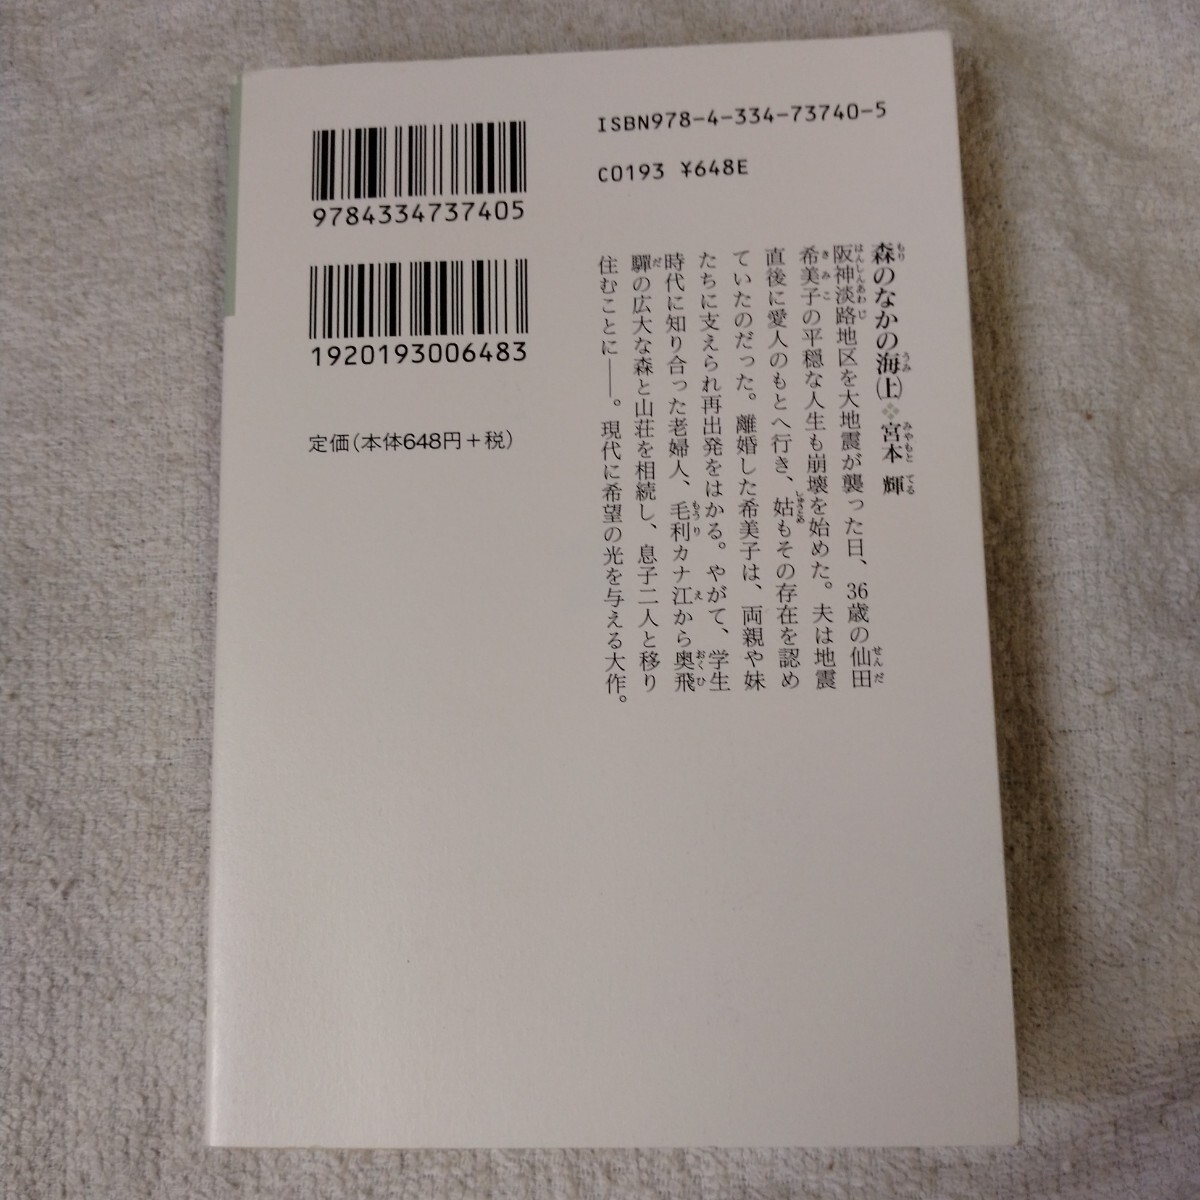 ISBN978-4-334-73740-5
C0193 ¥648E
9784334737405
1920193006483
定価(本体648円+税)
森のなかの海(上)❖宮本 輝
阪神淡路地区を大地震が襲った日、36歳の仙田
希美子の平穏な人生も崩壊を始めた。夫は地震
直後に愛人のもとへ行き、姑もその存在を認め
ていたのだった。離婚した希美子は、両親や妹
たちに支えられ再出発をはかる。やがて、学生
時代に知り合った老婦人、毛利カナ江から奥飛
驒の広大な森と山荘を相続し、息子二人と移り
住むことに――。現代に希望の光を与える大作。